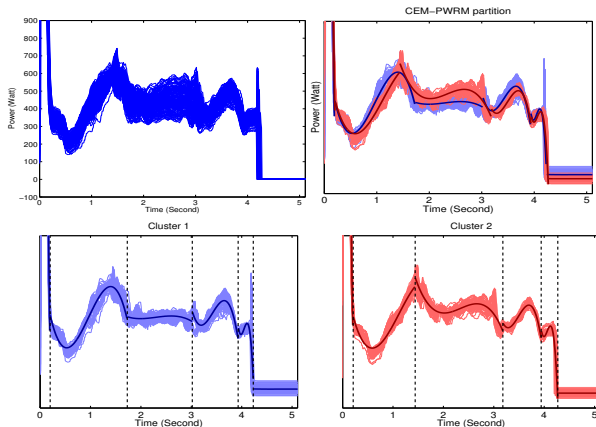 CEM-PWRM partition
900
800
700
600
500
400
300
200
100
0
-100
Power (Watt)
0 1 2 3 4 5
Time (Second)
Power (Watt)
0 1 2 3 4 5
Time (Second)
Cluster 1
0 1 2 3 4 5
Time (Second)
Cluster 2
0 1 2 3 4 5
Time (Second)